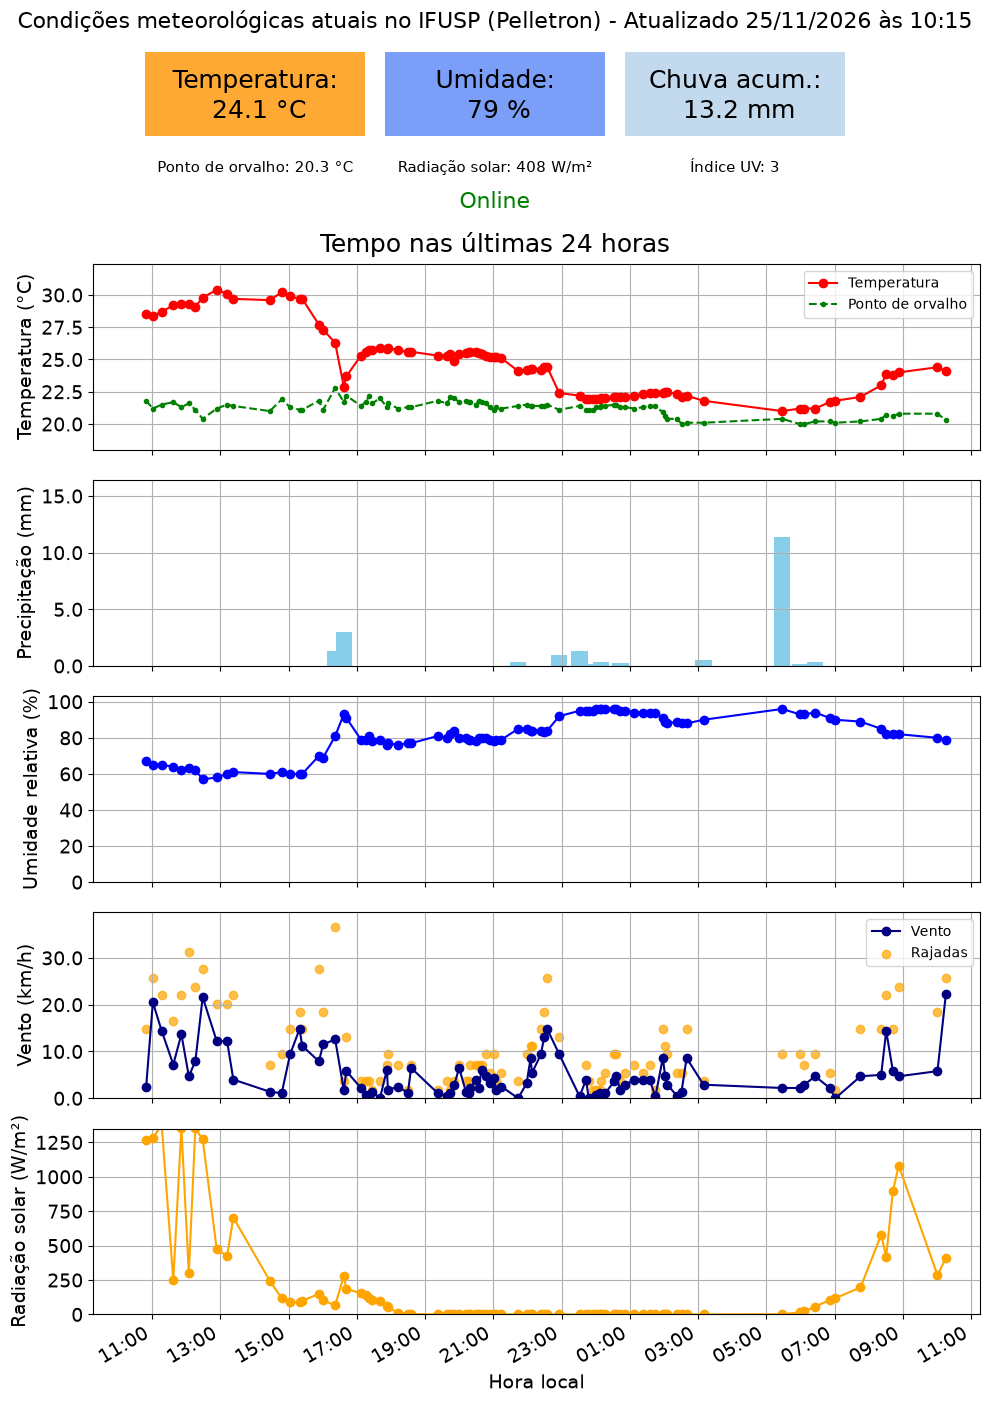 Condições meteorológicas atuais no IFUSP (Pelletron) - Atualizado 25/11/2026 às 10:15
Temperatura:
24.1 °C
Umidade:
79 %
Chuva acum.:
13.2 mm
Ponto de orvalho: 20.3 °C
Radiação solar: 408 W/m²
Índice UV: 3
Online
Tempo nas últimas 24 horas
Temperatura (°C)
30.0
27.5
25.0
22.5
20.0
Temperatura
Ponto de orvalho
Precipitação (mm)
15.0
10.0
5.0
0.0
Umidade relativa (%)
100
80
60
40
20
0
Vento (km/h)
30.0
20.0
10.0
0.0
Vento
Rajadas
Radiação solar (W/m²)
1250
1000
750
500
250
0
11:00
13:00
15:00
17:00
19:00
21:00
23:00
01:00
03:00
05:00
07:00
09:00
11:00
Hora local